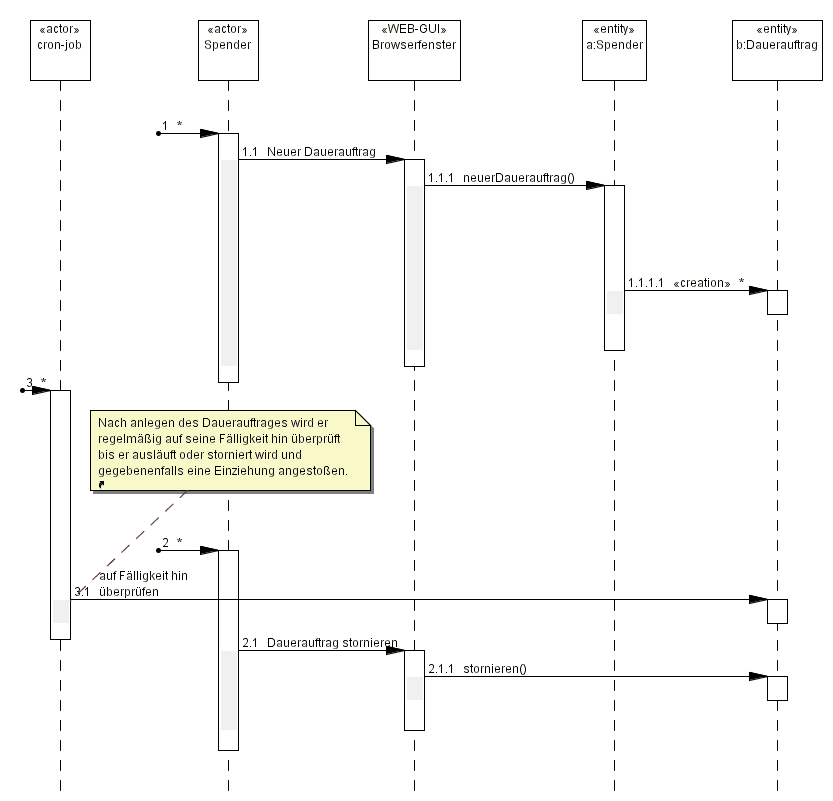 «actor»
cron-job
«actor»
Spender
«WEB-GUI»
Browserfenster
«entity»
a:Spender
«entity»
b:Dauerauftrag
1 *
1.1 Neuer Dauerauftrag
1.1.1 neuerDauerauftrag()
1.1.1.1 «creation» *
3 *
Nach anlegen des Dauerauftrages wird er
regelmäßig auf seine Fälligkeit hin überprüft
bis er ausläuft oder storniert wird und
gegebenenfalls eine Einziehung angestoßen.
2 *
auf Fälligkeit hin
3.1 überprüfen
2.1 Dauerauftrag stornieren
2.1.1 stornieren()